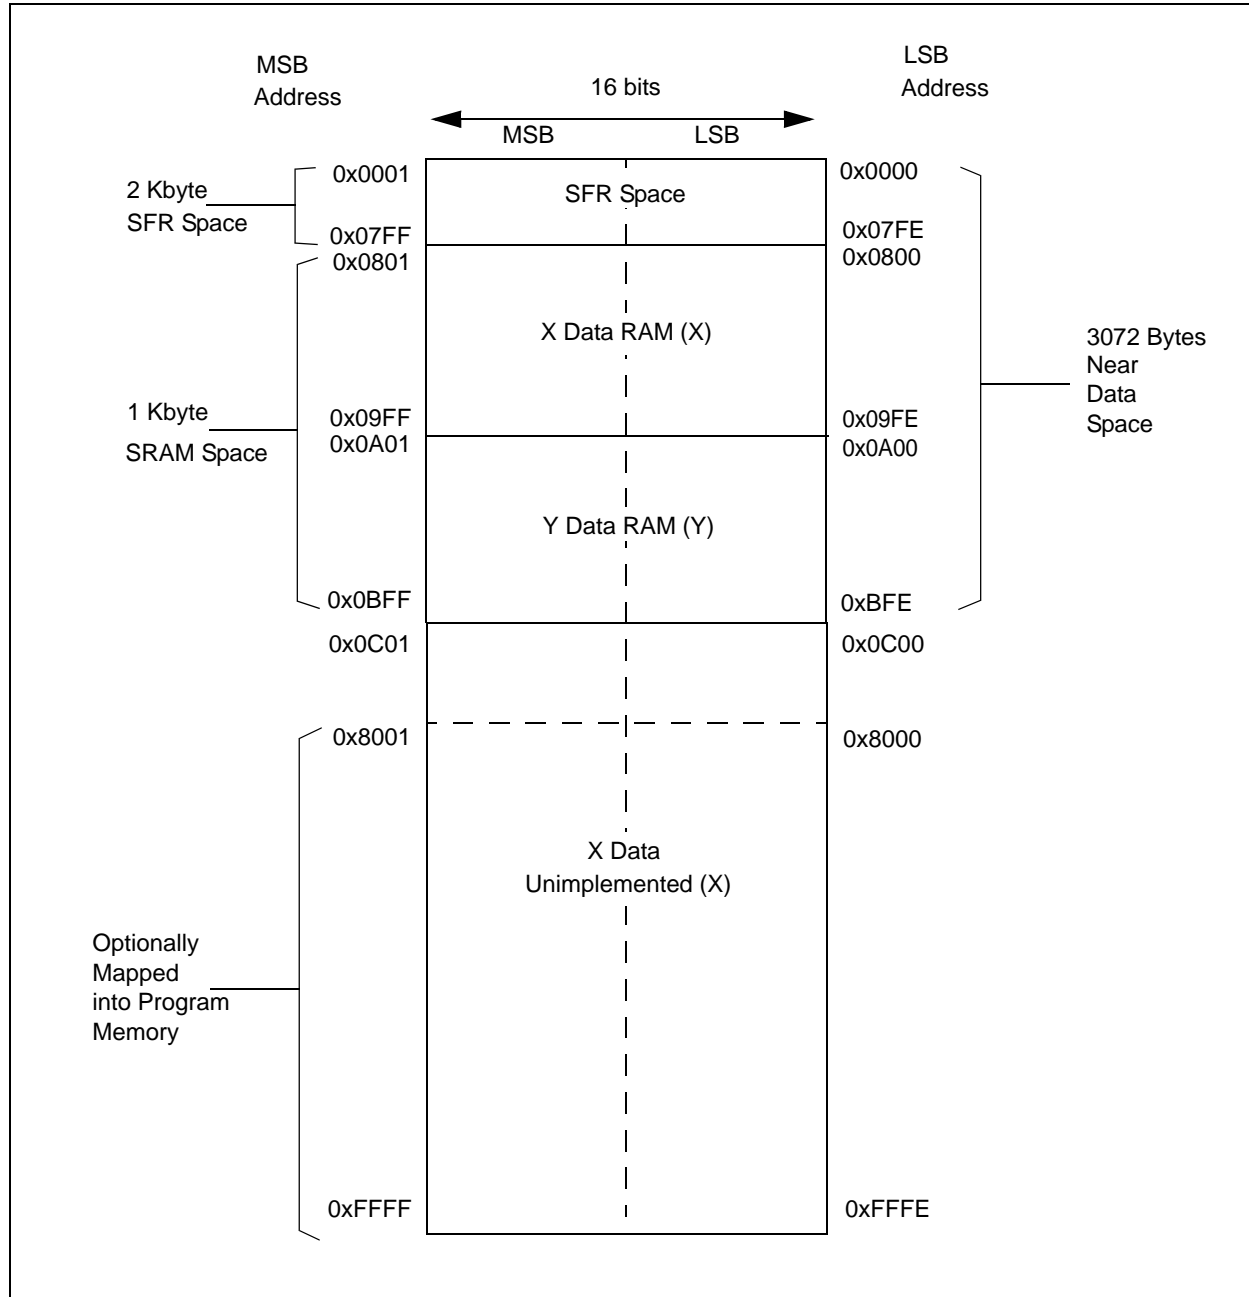 MSB
Address
LSB
Address
16 bits
MSB
LSB
2 Kbyte
SFR Space
0x0001
SFR Space
0x0000
0x07FF
0x07FE
0x0801
0x0800
X Data RAM (X)
3072 Bytes
Near
Data
Space
1 Kbyte
SRAM Space
0x09FF
0x09FE
0x0A01
0x0A00
Y Data RAM (Y)
0x0BFF
0xBFE
0x0C01
0x0C00
0x8001
0x8000
X Data
Unimplemented (X)
Optionally
Mapped
into Program
Memory
0xFFFF
0xFFFE